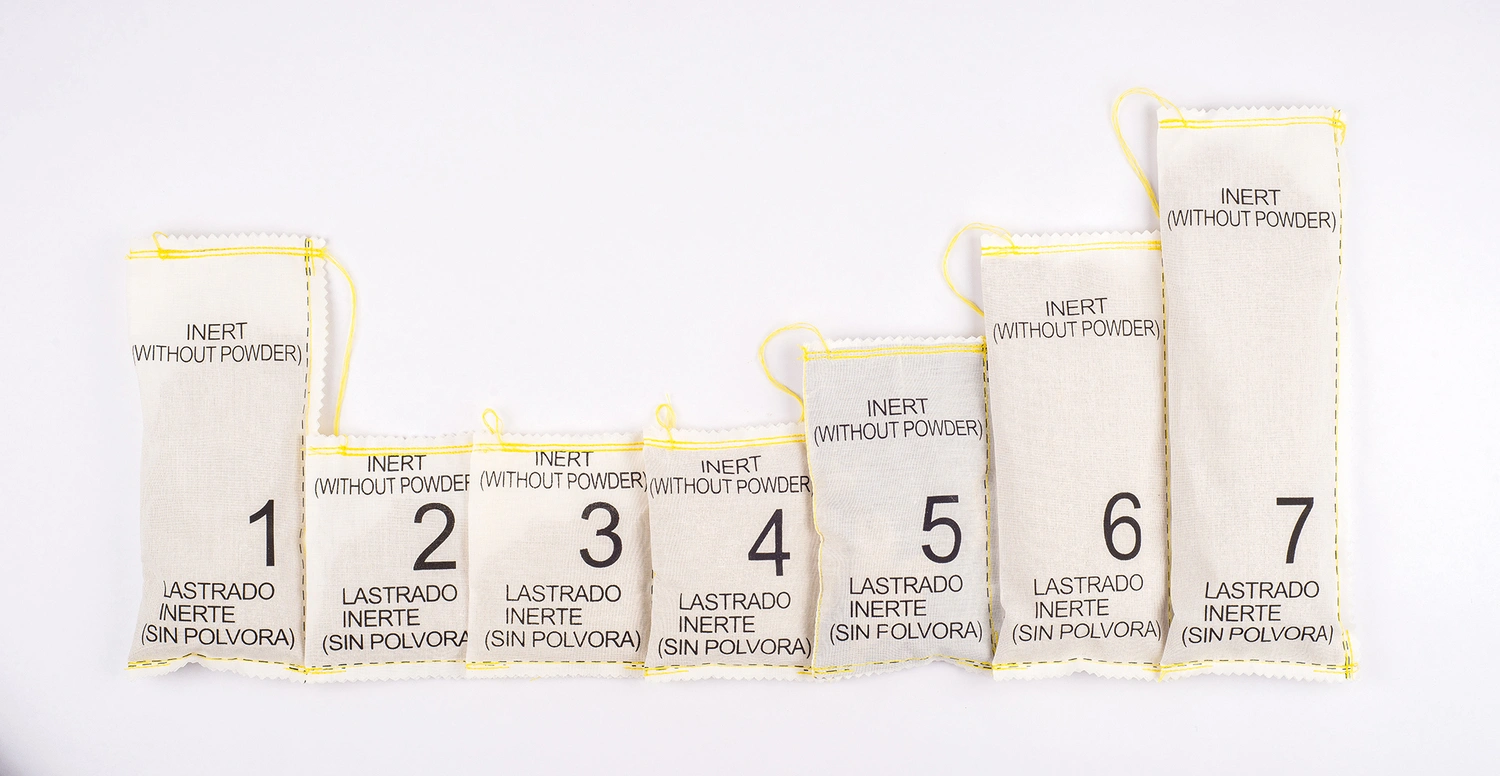 INERT
(WITHOUT POWDER)
1
LASTRADO
INERTE
(SIN POLVORA)
INERT
(WITHOUT POWDER
2
LASTRADO
INERTE
(SIN POLVORA
INERT
(WITHOUT POWDER)
3
LASTRADO
INERTE
(SIN POLVORA)
INERT
(WITHOUT POWDER
4
LASTRADO
INERTE
(SIN POLVORA)
INERT
(WITHOUT POWDER)
5
LASTRADO
INERTE
(SIN POLVORA)
INERT
(WITHOUT POWDER)
6
LASTRADO
INERTE
(SIN POLVORA)
INERT
(WITHOUT POWDER)
7
LASTRADO
INERTE
(SIN POLVORA)